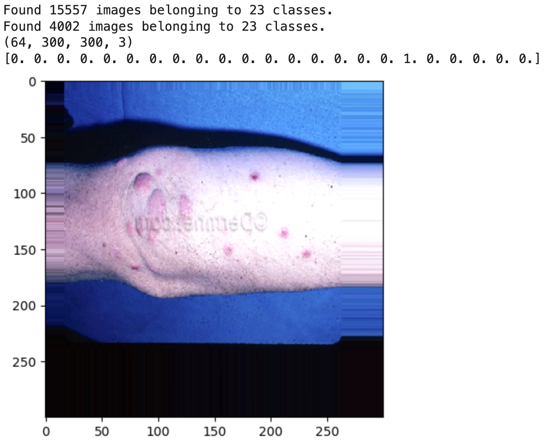 Found 15557 images belonging to 23 classes.
Found 4002 images belonging to 23 classes.
(64, 300, 300, 3)
[0. 0. 0. 0. 0. 0. 0. 0. 0. 0. 0. 0. 0. 0. 0. 0. 0. 1. 0. 0. 0. 0. 0.]
0
50
100
©Dermnet.com
150
200
250
0 50 100 150 200 250